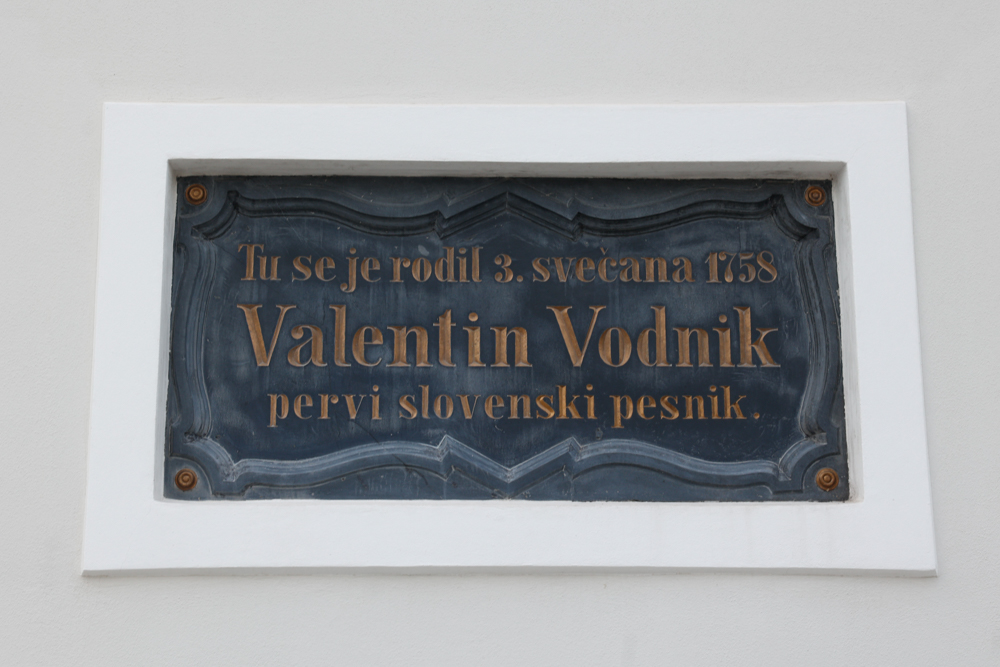 Tu se je rodil 3. svečana 1758
Valentin Vodnik
pervi slovenski pesnik.